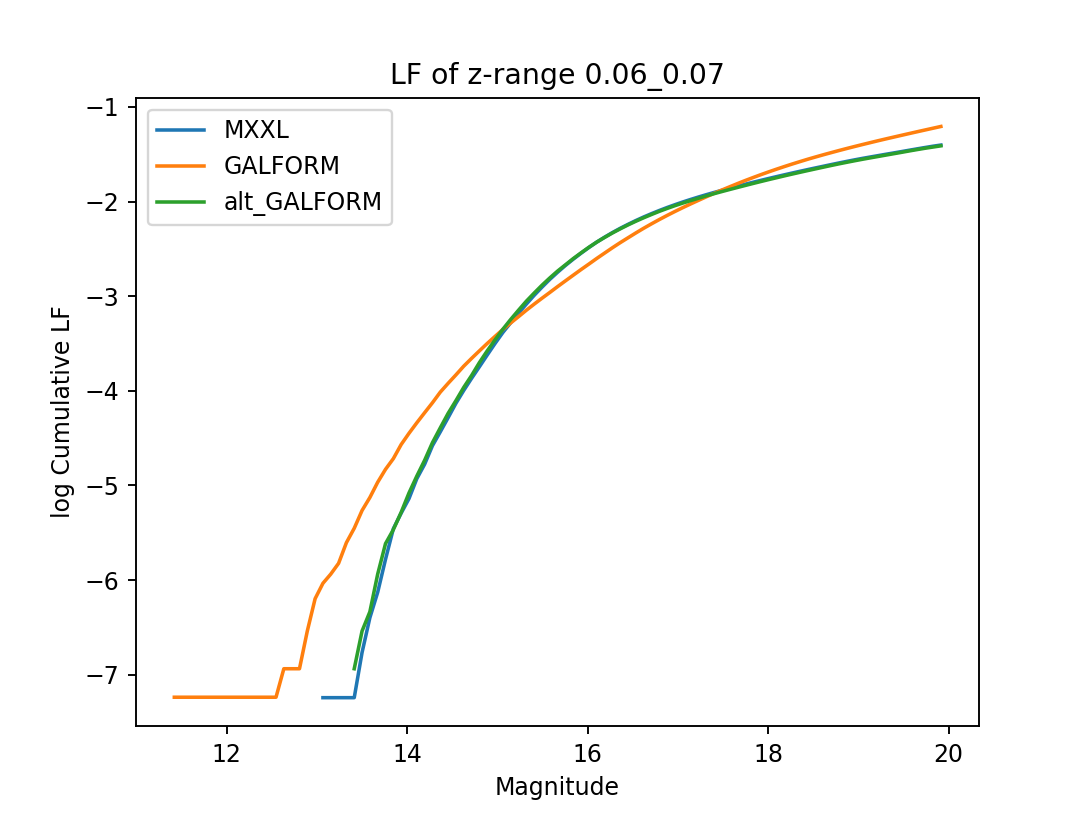 LF of z-range 0.06_0.07
MXXL
GALFORM
alt_GALFORM
log Cumulative LF
−1
−2
−3
−4
−5
−6
−7
12 14 16 18 20
Magnitude